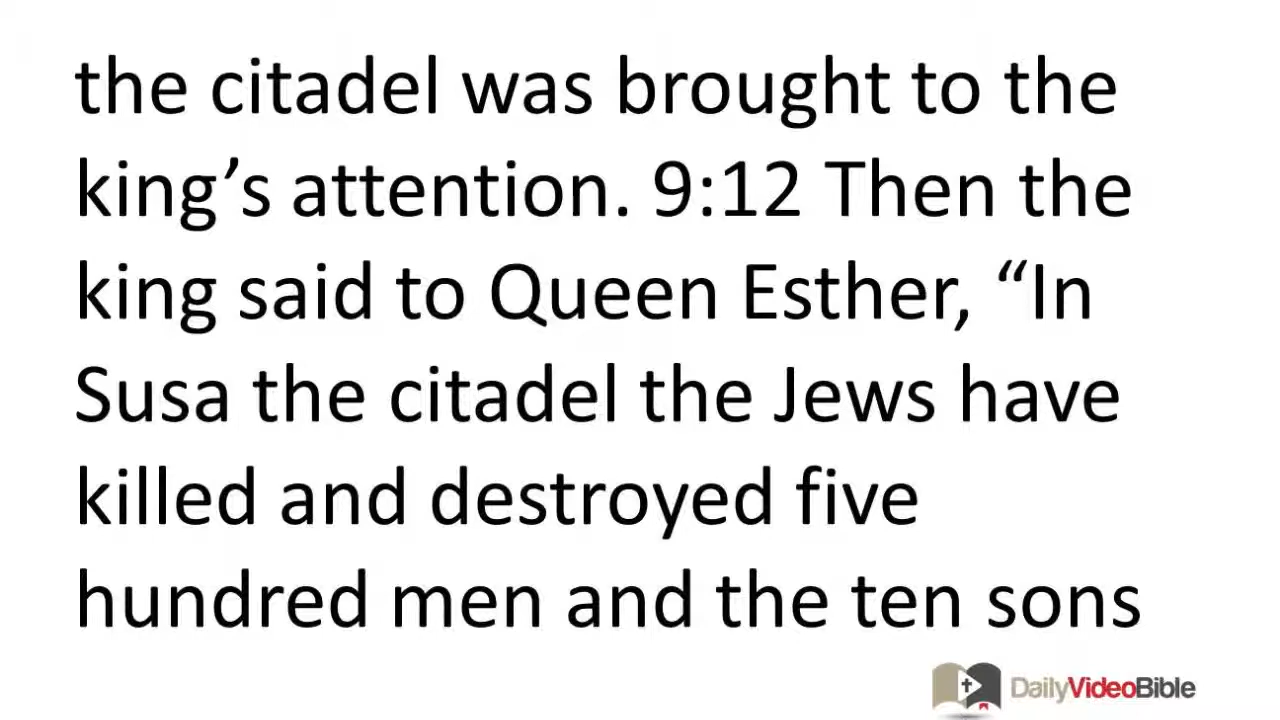 the citadel was brought to the
king’s attention. 9:12 Then the
king said to Queen Esther, “In
Susa the citadel the Jews have
killed and destroyed five
hundred men and the ten sons
DailyVideoBible